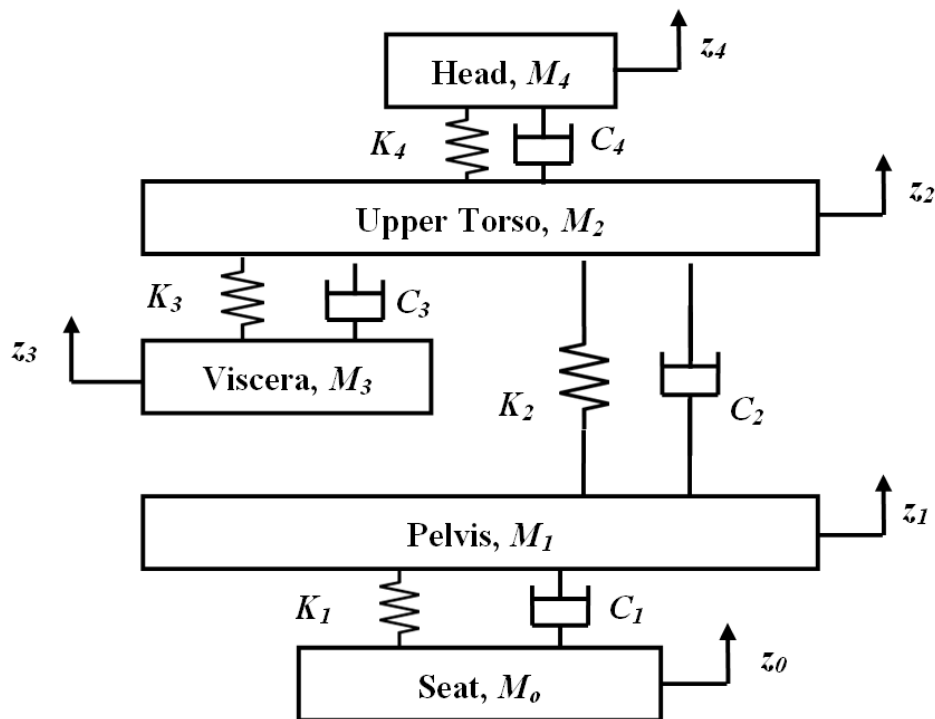 z4
Head, M4
K4
C4
z2
Upper Torso, M2
K3
C3
z3
Viscera, M3
K2
C2
z1
Pelvis, M1
K1
C1
z0
Seat, Mo